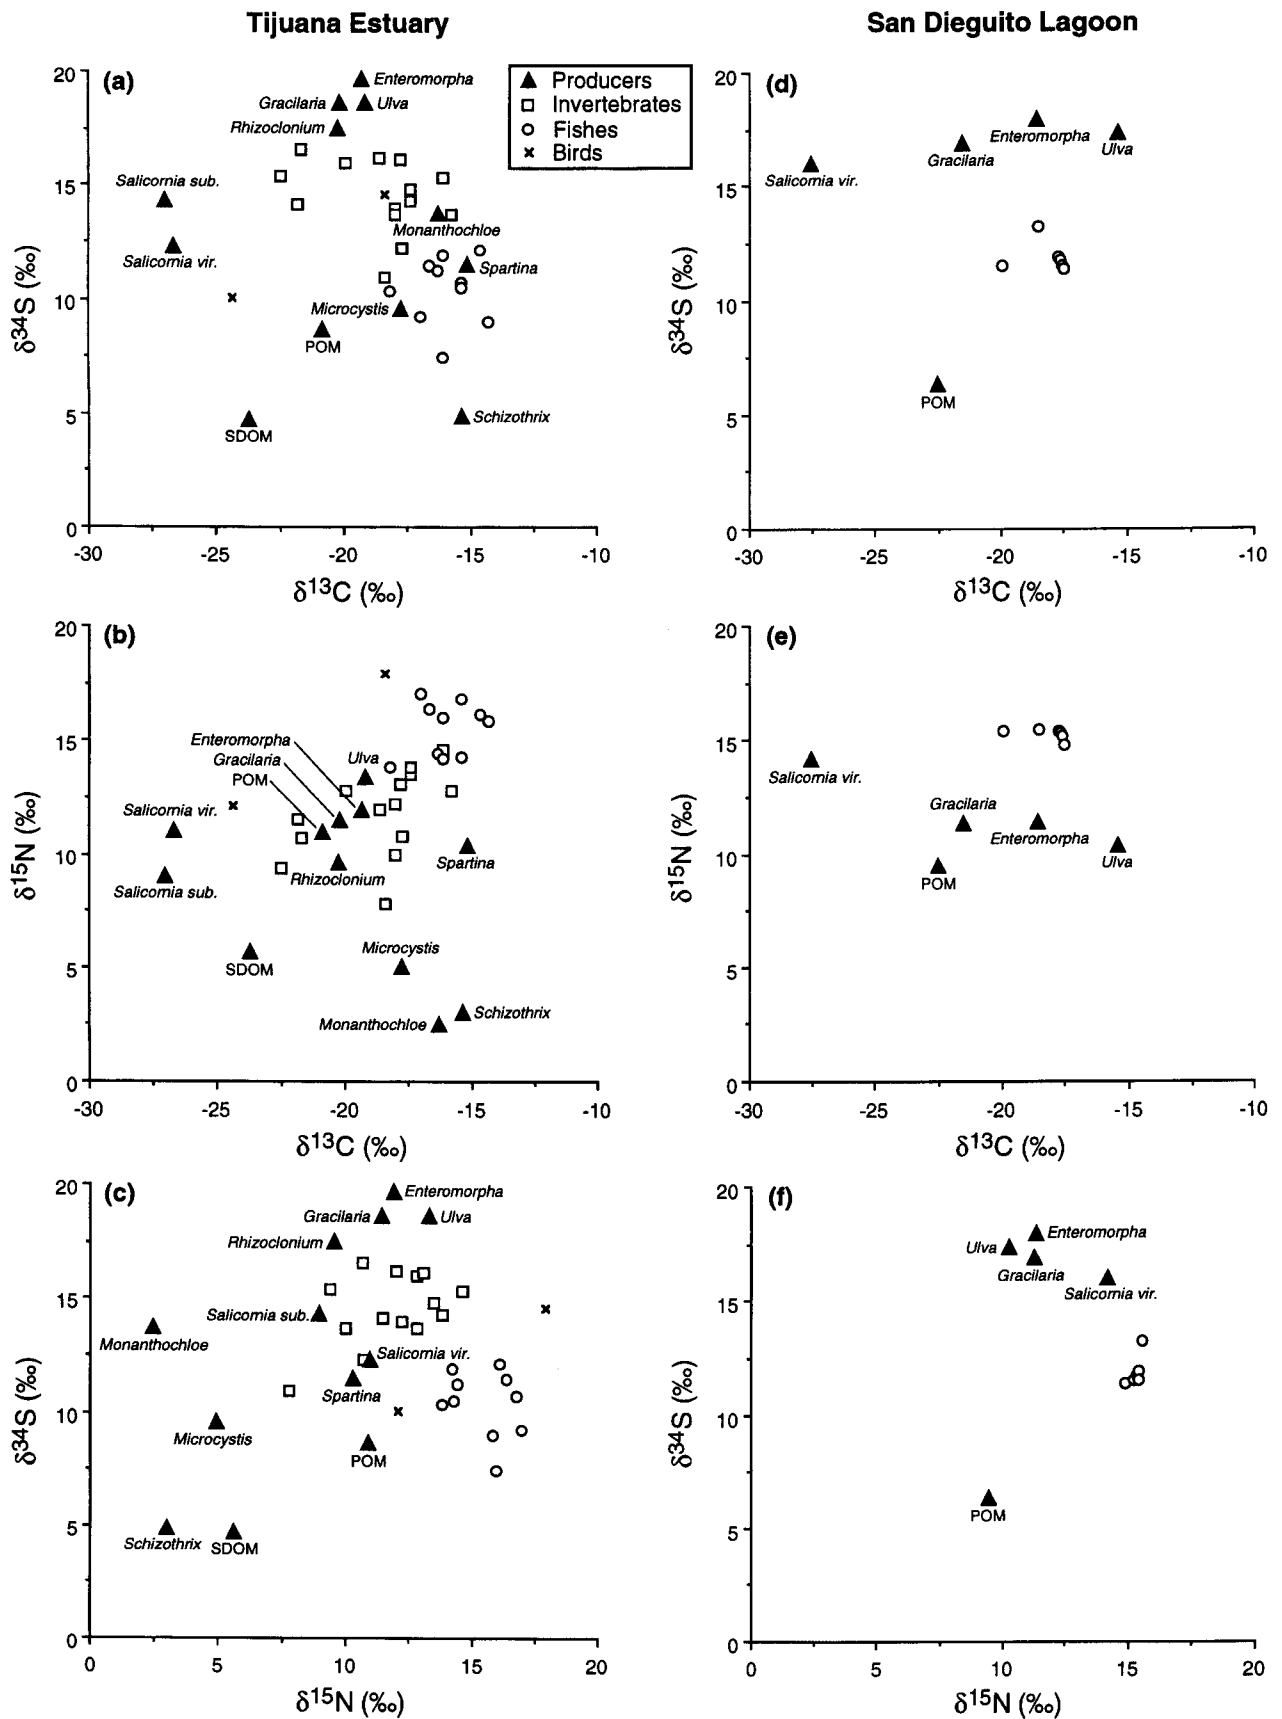 Tijuana Estuary
San Dieguito Lagoon
(a)
Producers
Invertebrates
Fishes
Birds
Enteromorpha
Gracilaria
Ulva
Rhizoclonium
Salicornia sub.
Salicornia vir.
Monanthochloe
Spartina
Microcystis
POM
SDOM
Schizothrix
20
15
10
5
0
-30
-25
-20
-15
-10
δ34S (‰)
δ13C (‰)
(d)
Enteromorpha
Gracilaria
Ulva
Salicornia vir.
POM
20
15
10
5
0
-30
-25
-20
-15
-10
δ34S (‰)
δ13C (‰)
(b)
Enteromorpha
Gracilaria
POM
Ulva
Salicornia vir.
Salicornia sub.
Rhizoclonium
Spartina
SDOM
Microcystis
Schizothrix
Monanthochloe
20
15
10
5
0
-30
-25
-20
-15
-10
δ15N (‰)
δ13C (‰)
(e)
Salicornia vir.
Gracilaria
Enteromorpha
Ulva
POM
20
15
10
5
0
-30
-25
-20
-15
-10
δ15N (‰)
δ13C (‰)
(c)
Enteromorpha
Gracilaria
Ulva
Rhizoclonium
Salicornia sub.
Monanthochloe
Salicornia vir.
Spartina
Microcystis
POM
Schizothrix
SDOM
20
15
10
5
0
0
5
10
15
20
δ34S (‰)
δ15N (‰)
(f)
Enteromorpha
Ulva
Gracilaria
Salicornia vir.
POM
20
15
10
5
0
0
5
10
15
20
δ34S (‰)
δ15N (‰)